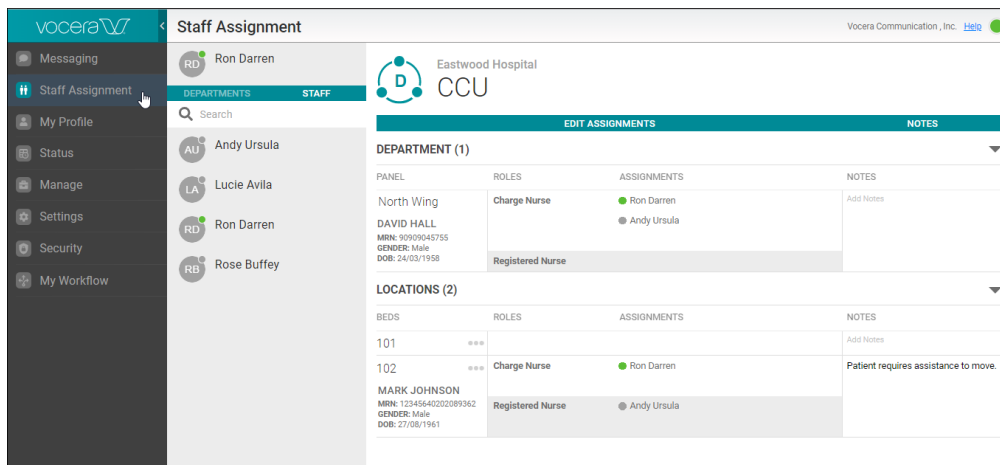 vocera
Staff Assignment
Vocera Communication , Inc. Help
Messaging
Staff Assignment
My Profile
Status
Manage
Settings
Security
My Workflow
RD Ron Darren
DEPARTMENTS STAFF
Search
AU Andy Ursula
LA Lucie Avila
RD Ron Darren
RB Rose Buffey
D
Eastwood Hospital
CCU
EDIT ASSIGNMENTS NOTES
DEPARTMENT (1)
PANEL ROLES ASSIGNMENTS NOTES
North Wing Charge Nurse Ron Darren Add Notes
Andy Ursula
DAVID HALL
MRN: 90909045755
GENDER: Male
DOB: 24/03/1958
Registered Nurse
LOCATIONS (2)
BEDS ROLES ASSIGNMENTS NOTES
101 Add Notes
102 Charge Nurse Ron Darren Patient requires assistance to move.
MARK JOHNSON
MRN: 12345640202089362 Registered Nurse Andy Ursula
GENDER: Male
DOB: 27/08/1961